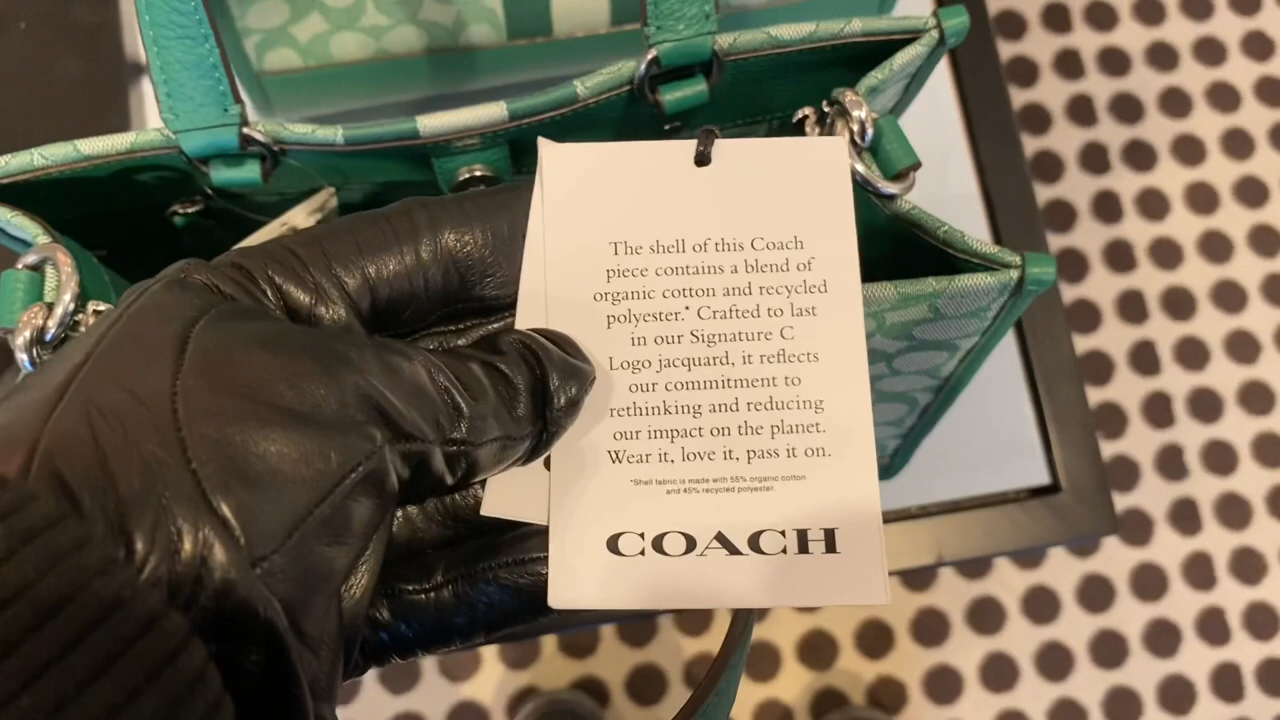 The shell of this Coach
piece contains a blend of
organic cotton and recycled
polyester.* Crafted to last
in our Signature C
Logo jacquard, it reflects
our commitment to
rethinking and reducing
our impact on the planet.
Wear it, love it, pass it on.
*Shell fabric is made with 55% organic cotton
and 45% recycled polyester.
COACH